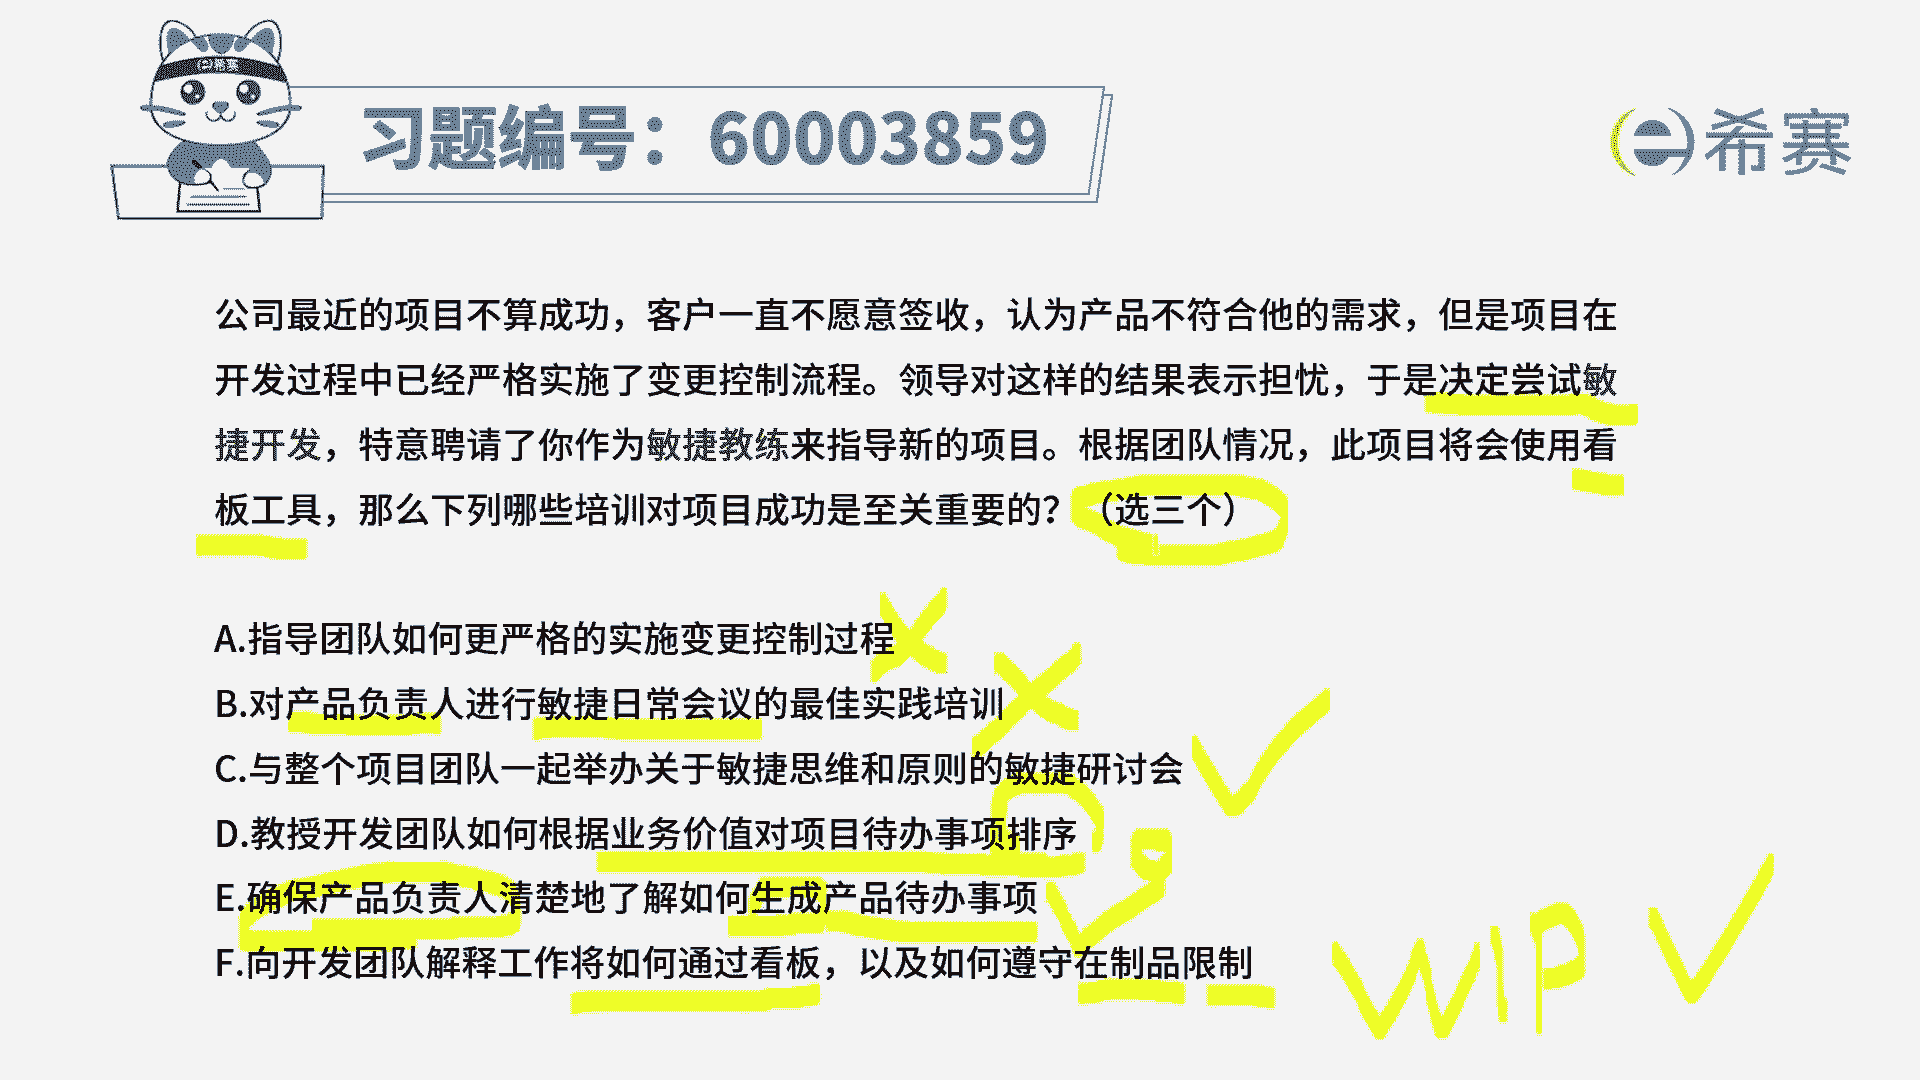 希赛
习题编号：60003859
希赛
公司最近的项目不算成功，客户一直不愿意签收，认为产品不符合他的需求，但是项目在
开发过程中已经严格实施了变更控制流程。领导对这样的结果表示担忧，于是决定尝试敏
捷开发，特意聘请了你作为敏捷教练来指导新的项目。根据团队情况，此项目将会使用看
板工具，那么下列哪些培训对项目成功是至关重要的？（选三个）
A.指导团队如何更严格的实施变更控制过程
B.对产品负责人进行敏捷日常会议的最佳实践培训
C.与整个项目团队一起举办关于敏捷思维和原则的敏捷研讨会
D.教授开发团队如何根据业务价值对项目待办事项排序
E.确保产品负责人清楚地了解如何生成产品待办事项
F.向开发团队解释工作将如何通过看板，以及如何遵守在制品限制
WIP